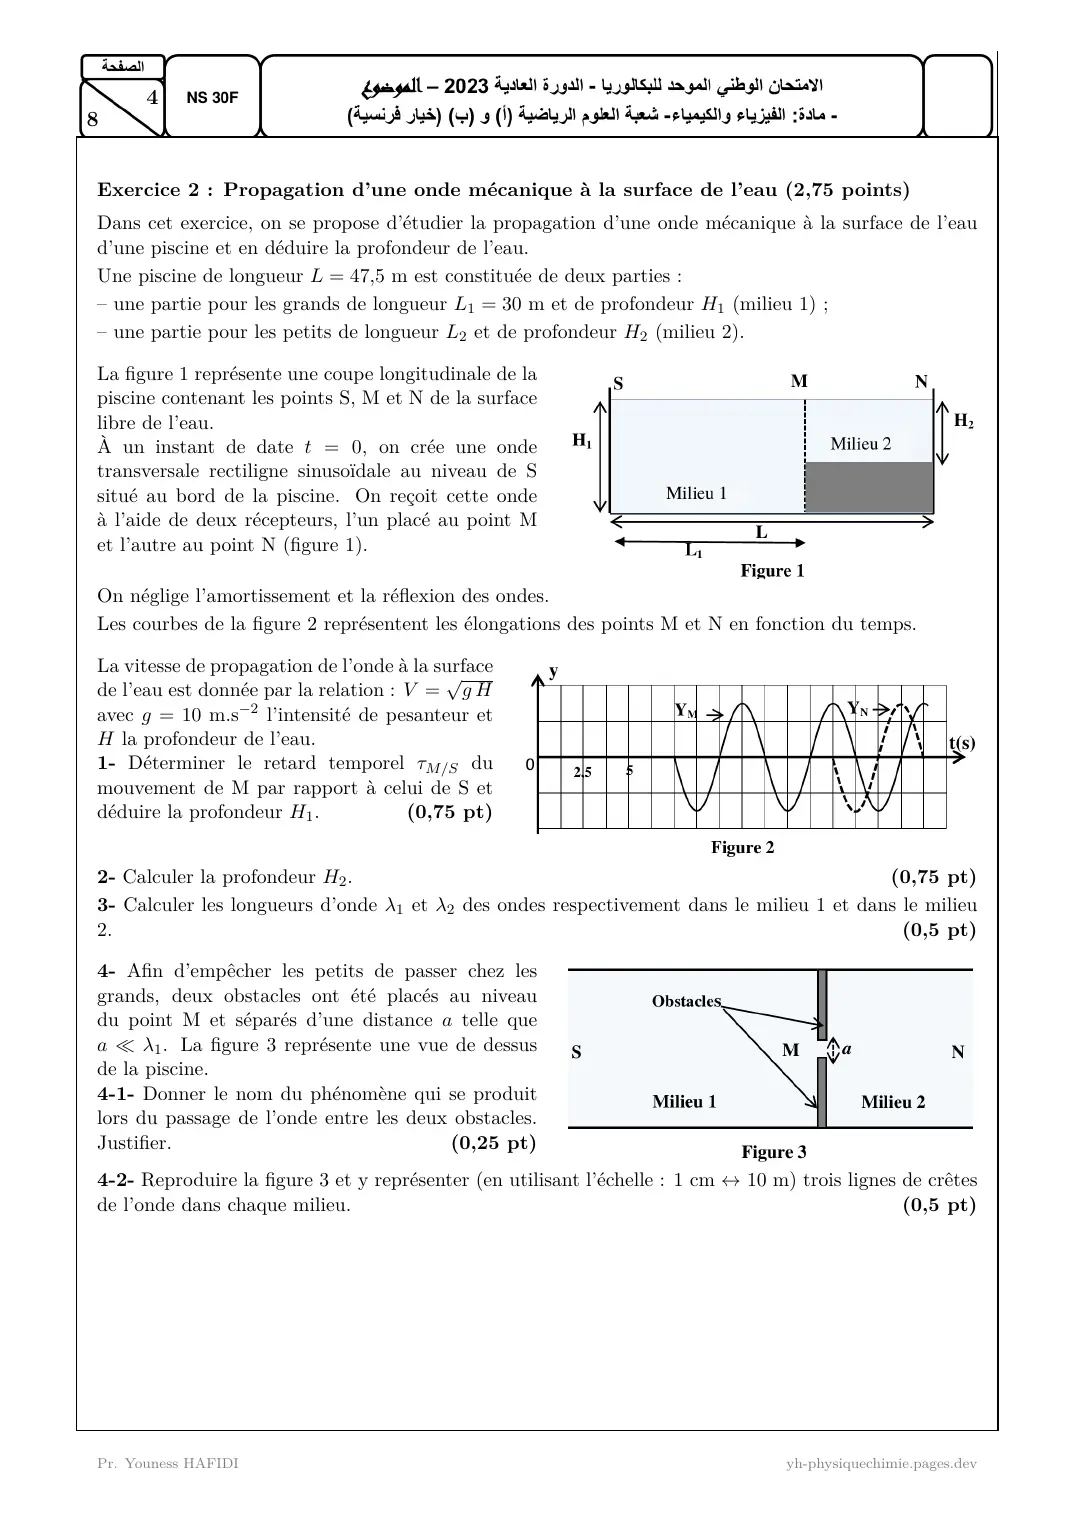 الصفحة
4
8
NS 30F
الامتحان الوطني الموحد للبكالوريا - الدورة العادية 2023 – الموضوع
- مادة: الفيزياء والكيمياء- شعبة العلوم الرياضية (أ) و (ب) (خيار فرنسية)
Exercice 2 : Propagation d'une onde mécanique à la surface de l'eau (2,75 points)
Dans cet exercice, on se propose d'étudier la propagation d'une onde mécanique à la surface de l'eau
d'une piscine et en déduire la profondeur de l'eau.
Une piscine de longueur L = 47,5 m est constituée de deux parties :
– une partie pour les grands de longueur L₁ = 30 m et de profondeur H₁ (milieu 1) ;
– une partie pour les petits de longueur L₂ et de profondeur H₂ (milieu 2).
La figure 1 représente une coupe longitudinale de la
piscine contenant les points S, M et N de la surface
libre de l'eau.
À un instant de date t = 0, on crée une onde
transversale rectiligne sinusoïdale au niveau de S
situé au bord de la piscine. On reçoit cette onde
à l'aide de deux récepteurs, l'un placé au point M
et l'autre au point N (figure 1).
S M N
H₁
H₂
Milieu 2
Milieu 1
L
L₁
Figure 1
On néglige l'amortissement et la réflexion des ondes.
Les courbes de la figure 2 représentent les élongations des points M et N en fonction du temps.
La vitesse de propagation de l'onde à la surface
de l'eau est donnée par la relation : V = √g H
avec g = 10 m.s⁻² l'intensité de pesanteur et
H la profondeur de l'eau.
1- Déterminer le retard temporel τ_M/S du
mouvement de M par rapport à celui de S et
déduire la profondeur H₁. (0,75 pt)
y
Y_M
Y_N
t(s)
0
2.5
5
Figure 2
2- Calculer la profondeur H₂. (0,75 pt)
3- Calculer les longueurs d'onde λ₁ et λ₂ des ondes respectivement dans le milieu 1 et dans le milieu
2. (0,5 pt)
4- Afin d'empêcher les petits de passer chez les
grands, deux obstacles ont été placés au niveau
du point M et séparés d'une distance a telle que
a ≪ λ₁. La figure 3 représente une vue de dessus
de la piscine.
4-1- Donner le nom du phénomène qui se produit
lors du passage de l'onde entre les deux obstacles.
Justifier. (0,25 pt)
Obstacles
S M a N
Milieu 1 Milieu 2
Figure 3
4-2- Reproduire la figure 3 et y représenter (en utilisant l'échelle : 1 cm ↔ 10 m) trois lignes de crêtes
de l'onde dans chaque milieu. (0,5 pt)
Pr. Youness HAFIDI
yh-physiquechimie.pages.dev